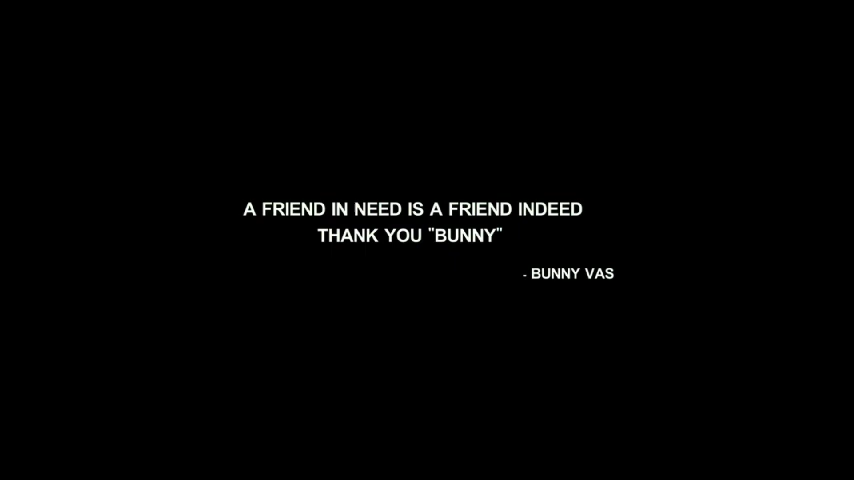 A FRIEND IN NEED IS A FRIEND INDEED
THANK YOU "BUNNY"
- BUNNY VAS